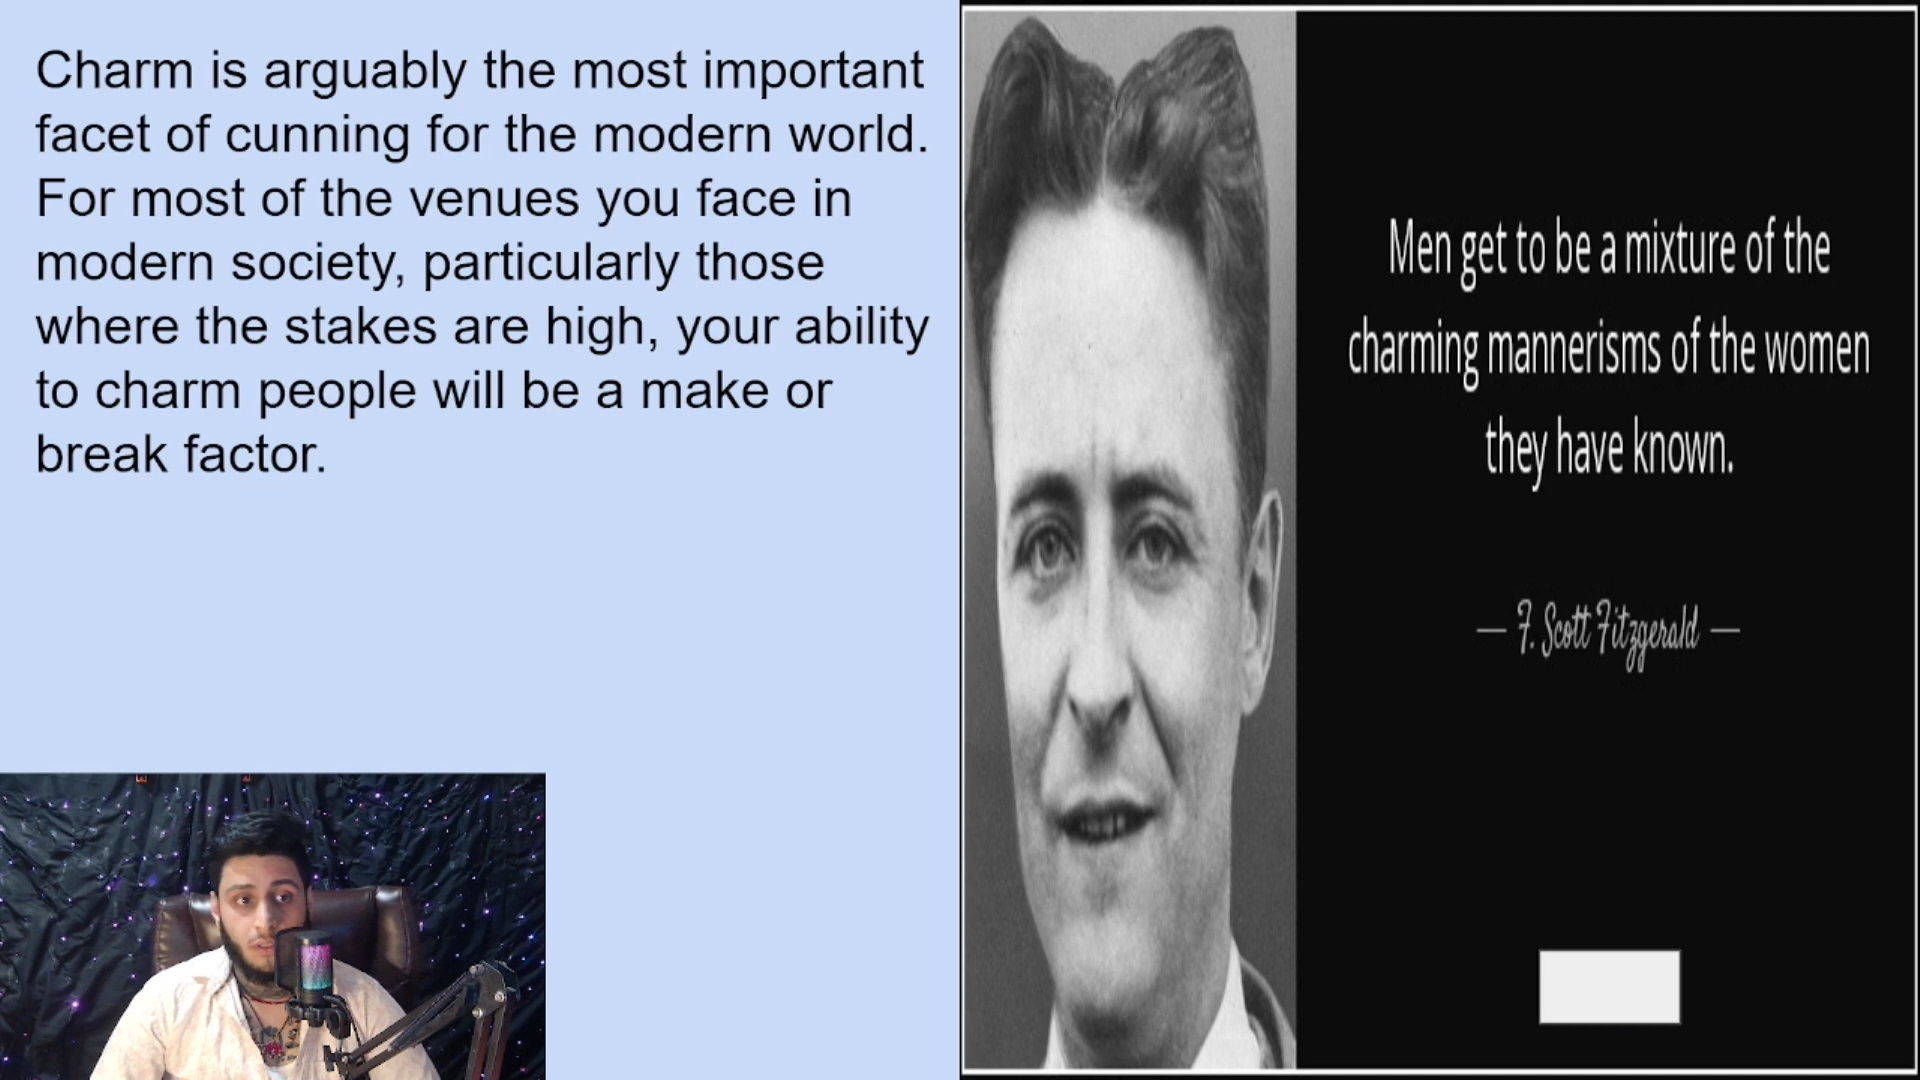 Charm is arguably the most important
facet of cunning for the modern world.
For most of the venues you face in
modern society, particularly those
where the stakes are high, your ability
to charm people will be a make or
break factor.
Men get to be a mixture of the
charming mannerisms of the women
they have known.
— F. Scott Fitzgerald —